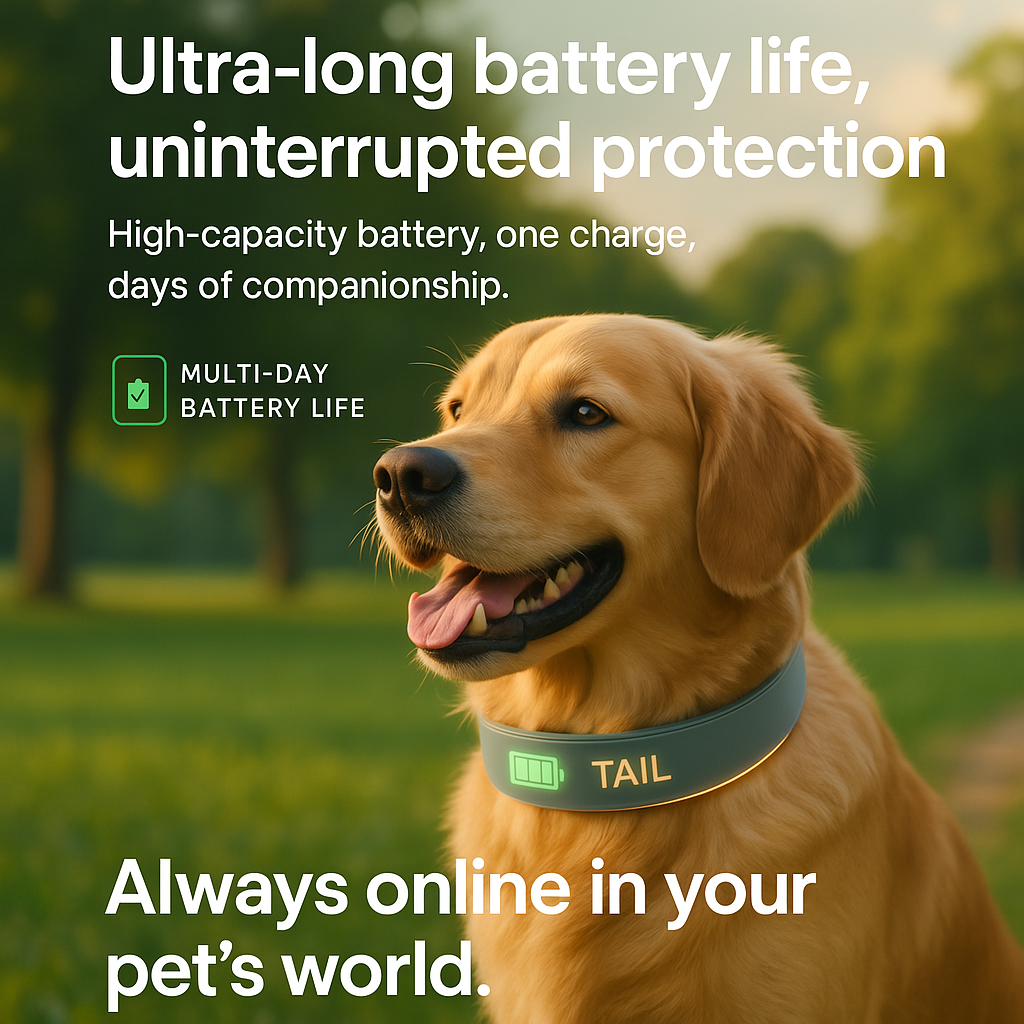 Ultra-long battery life,
uninterrupted protection
High-capacity battery, one charge,
days of companionship.
MULTI-DAY
BATTERY LIFE
TAIL
Always online in your
pet’s world.